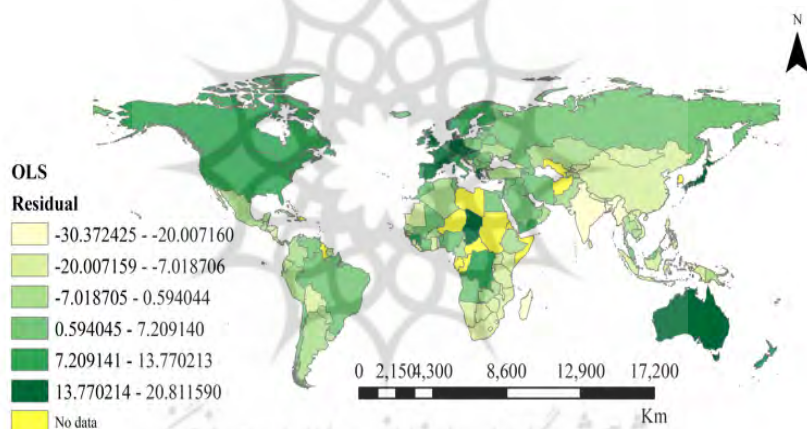 N
OLS
Residual
-30.372425 - -20.007160
-20.007159 - -7.018706
-7.018705 - 0.594044
0.594045 - 7.209140
7.209141 - 13.770213
13.770214 - 20.811590
No data
0 2,1504,300 8,600 12,900 17,200
Km